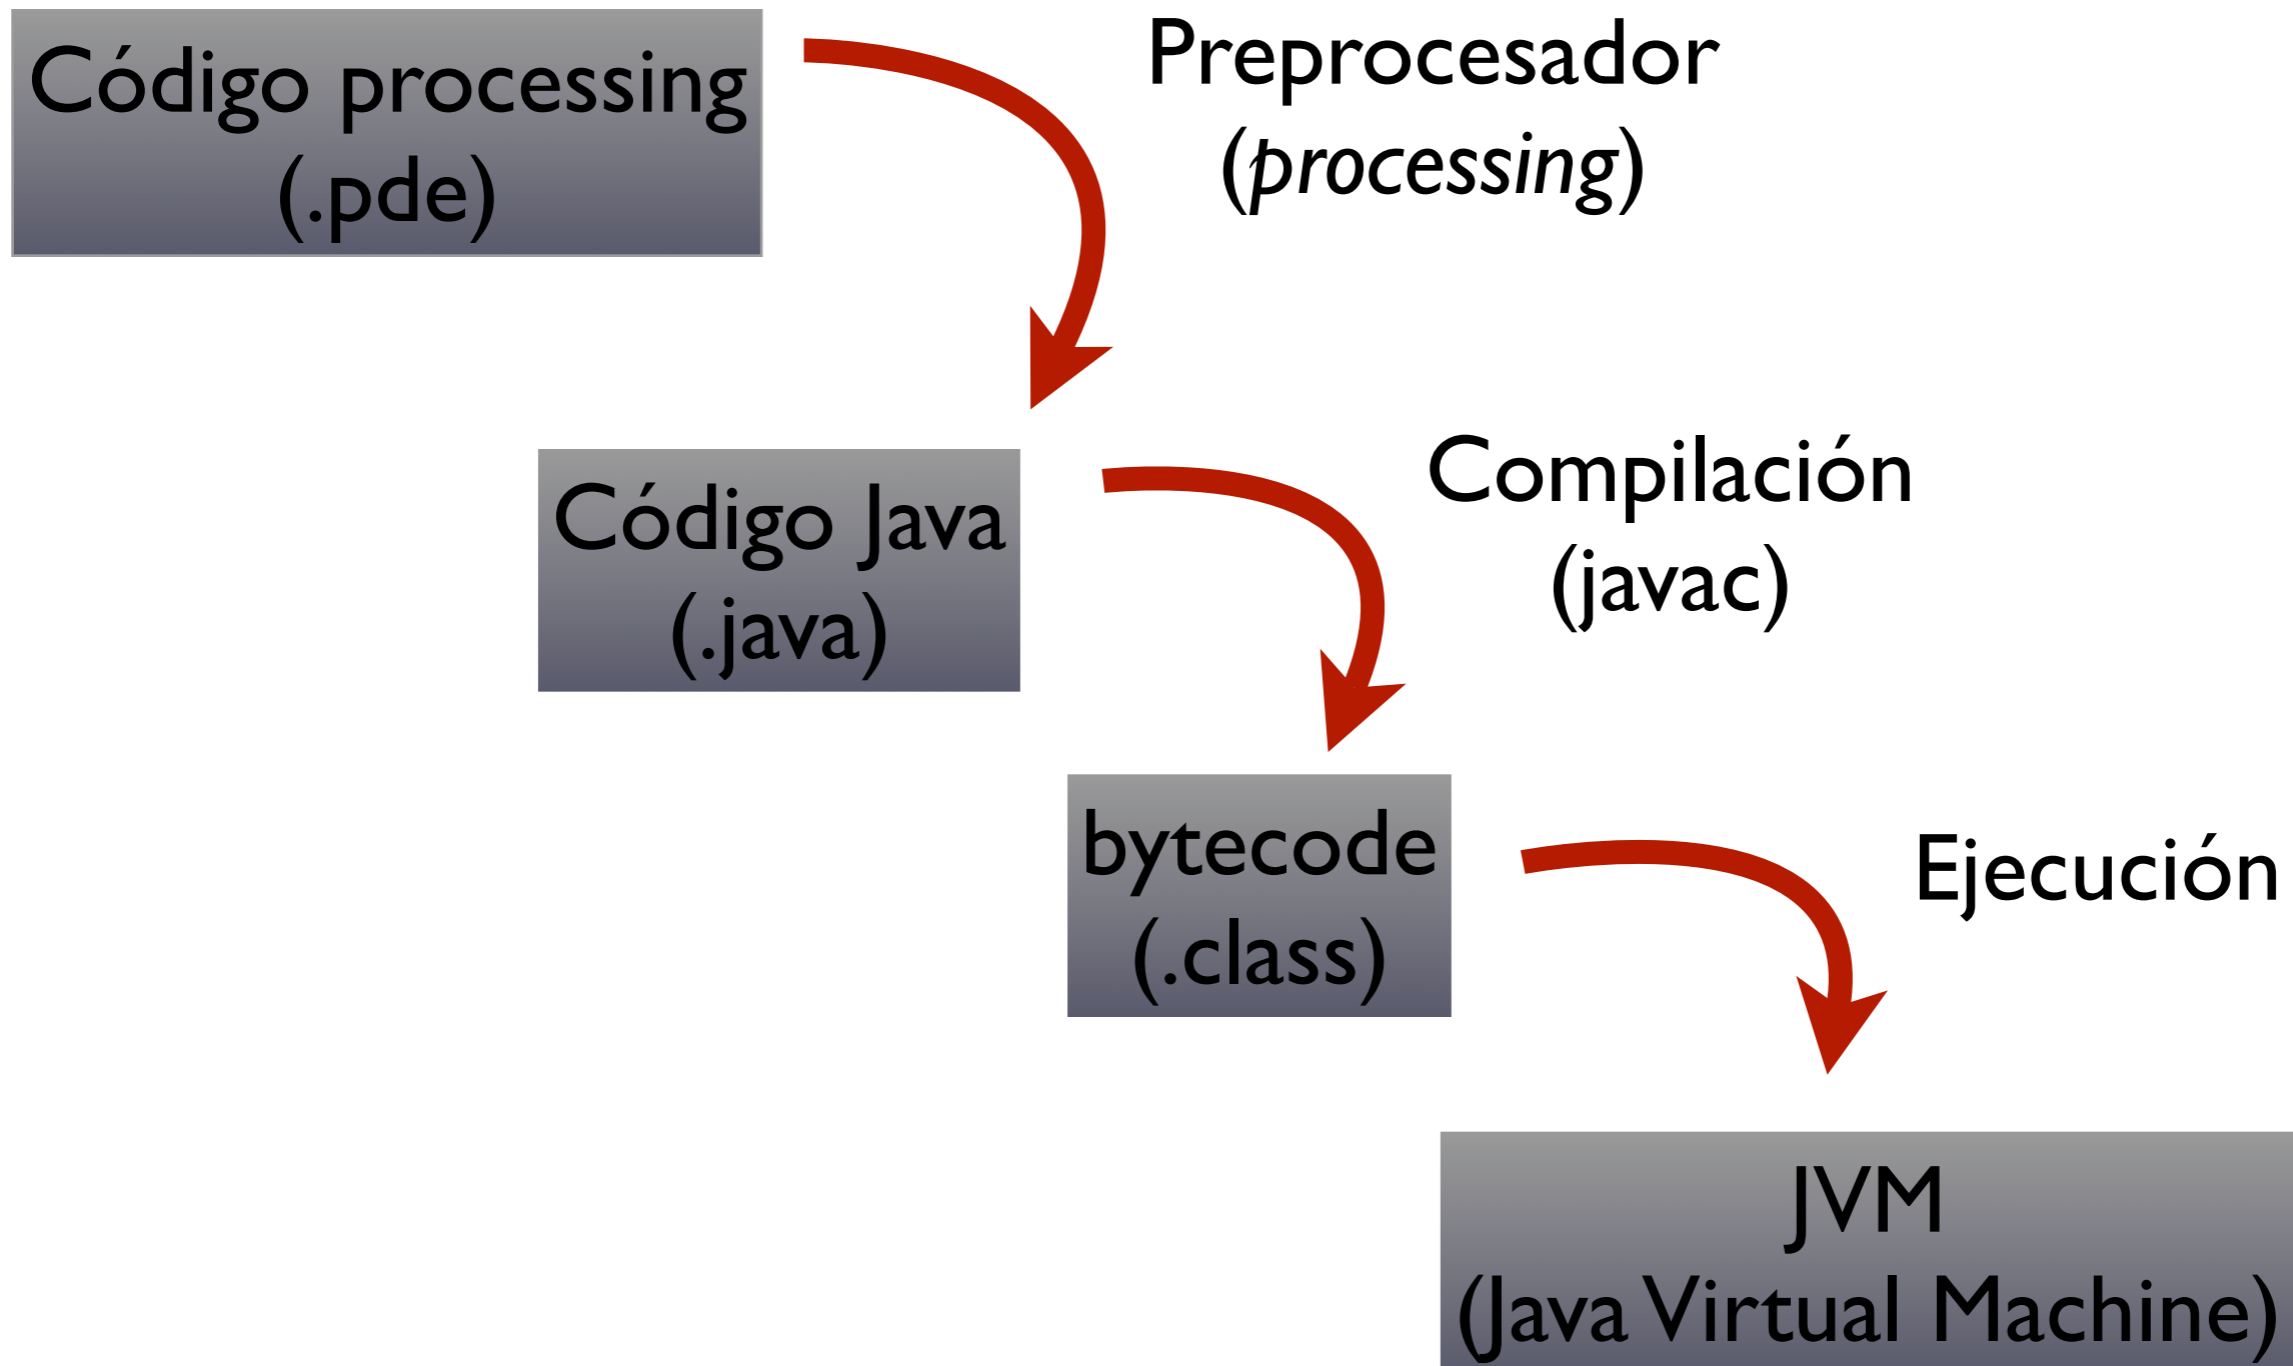 Código processing
(.pde)
Preprocesador
(processing)
Código Java
(.java)
Compilación
(javac)
bytecode
(.class)
Ejecución
JVM
(Java Virtual Machine)